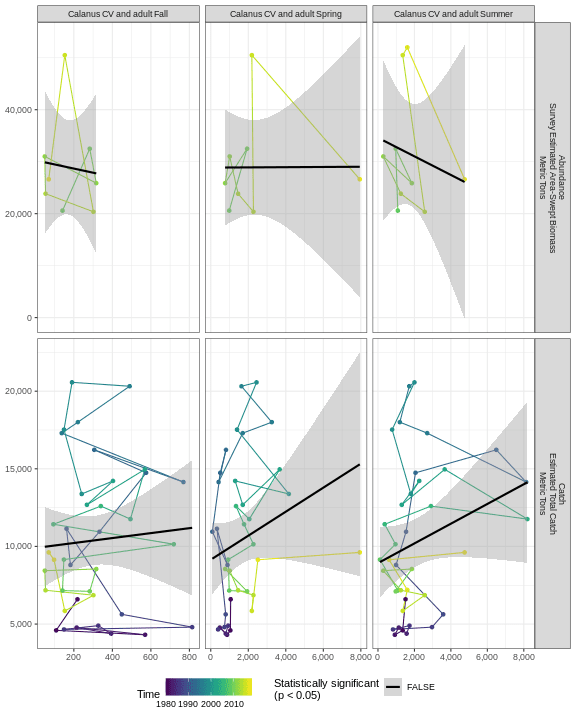 Calanus CV and adult Fall
Calanus CV and adult Spring
Calanus CV and adult Summer
40,000
20,000
0
Abundance
Survey Estimated Area-Swept Biomass
Metric Tons
20,000
15,000
10,000
5,000
Catch
Estimated Total Catch
Metric Tons
200 400 600 800
0 2,000 4,000 6,000 8,000
0 2,000 4,000 6,000 8,000
Time
1980 1990 2000 2010
Statistically significant
(p < 0.05)
FALSE